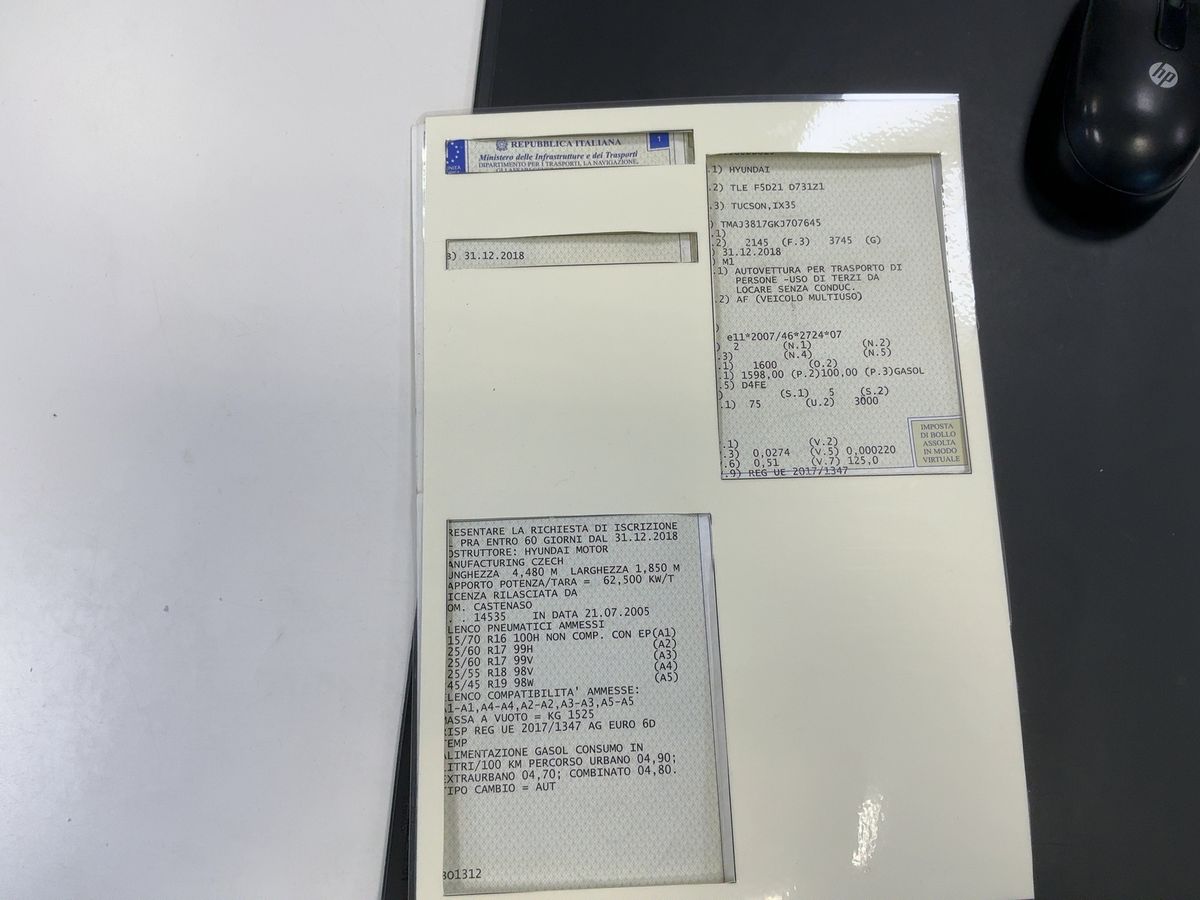 REPUBBLICA ITALIANA
1
Ministero delle Infrastrutture e dei Trasporti
DIPARTIMENTO PER I TRASPORTI, LA NAVIGAZIONE,
) 31.12.2018
RESENTARE LA RICHIESTA DI ISCRIZIONE
PRA ENTRO 60 GIORNI DAL 31.12.2018
OSTRUTTORE: HYUNDAI MOTOR
ANUFACTURING CZECH
UNGHEZZA 4,480 M LARGHEZZA 1,850 M
APPORTO POTENZA/TARA = 62,500 KW/T
ICENZA RILASCIATA DA
OM. CASTENASO
. . 14535 IN DATA 21.07.2005
LENCO PNEUMATICI AMMESSI
15/70 R16 100H NON COMP. CON EP(A1)
25/60 R17 99H (A2)
25/60 R17 99V (A3)
25/55 R18 98V (A4)
45/45 R19 98W (A5)
LENCO COMPATIBILITA' AMMESSE:
A1-A1,A4-A4,A2-A2,A3-A3,A5-A5
MASSA A VUOTO = KG 1525
RISP REG UE 2017/1347 AG EURO 6D
TEMP
ALIMENTAZIONE GASOL CONSUMO IN
ITRI/100 KM PERCORSO URBANO 04,90;
EXTRAURBANO 04,70; COMBINATO 04,80.
TIPO CAMBIO = AUT
BO1312
.1) HYUNDAI
.2) TLE F5D21 D731Z1
.3) TUCSON,IX35
) TMAJ3817GKJ707645
.1)
.2) 2145 (F.3) 3745 (G)
) 31.12.2018
) M1
.1) AUTOVETTURA PER TRASPORTO DI
PERSONE -USO DI TERZI DA
LOCARE SENZA CONDUC.
.2) AF (VEICOLO MULTIUSO)
)
e11*2007/46*2724*07
) 2 (N.1) (N.2)
.3) (N.4) (N.5)
.1) 1600 (O.2)
.1) 1598,00 (P.2)100,00 (P.3)GASOL
.5) D4FE
) (S.1) 5 (S.2)
.1) 75 (U.2) 3000
.1) (V.2)
.3) 0,0274 (V.5) 0,000220
.6) 0,51 (V.7) 125,0
.9) REG UE 2017/1347
IMPOSTA
DI BOLLO
ASSOLTA
IN MODO
VIRTUALE
hp